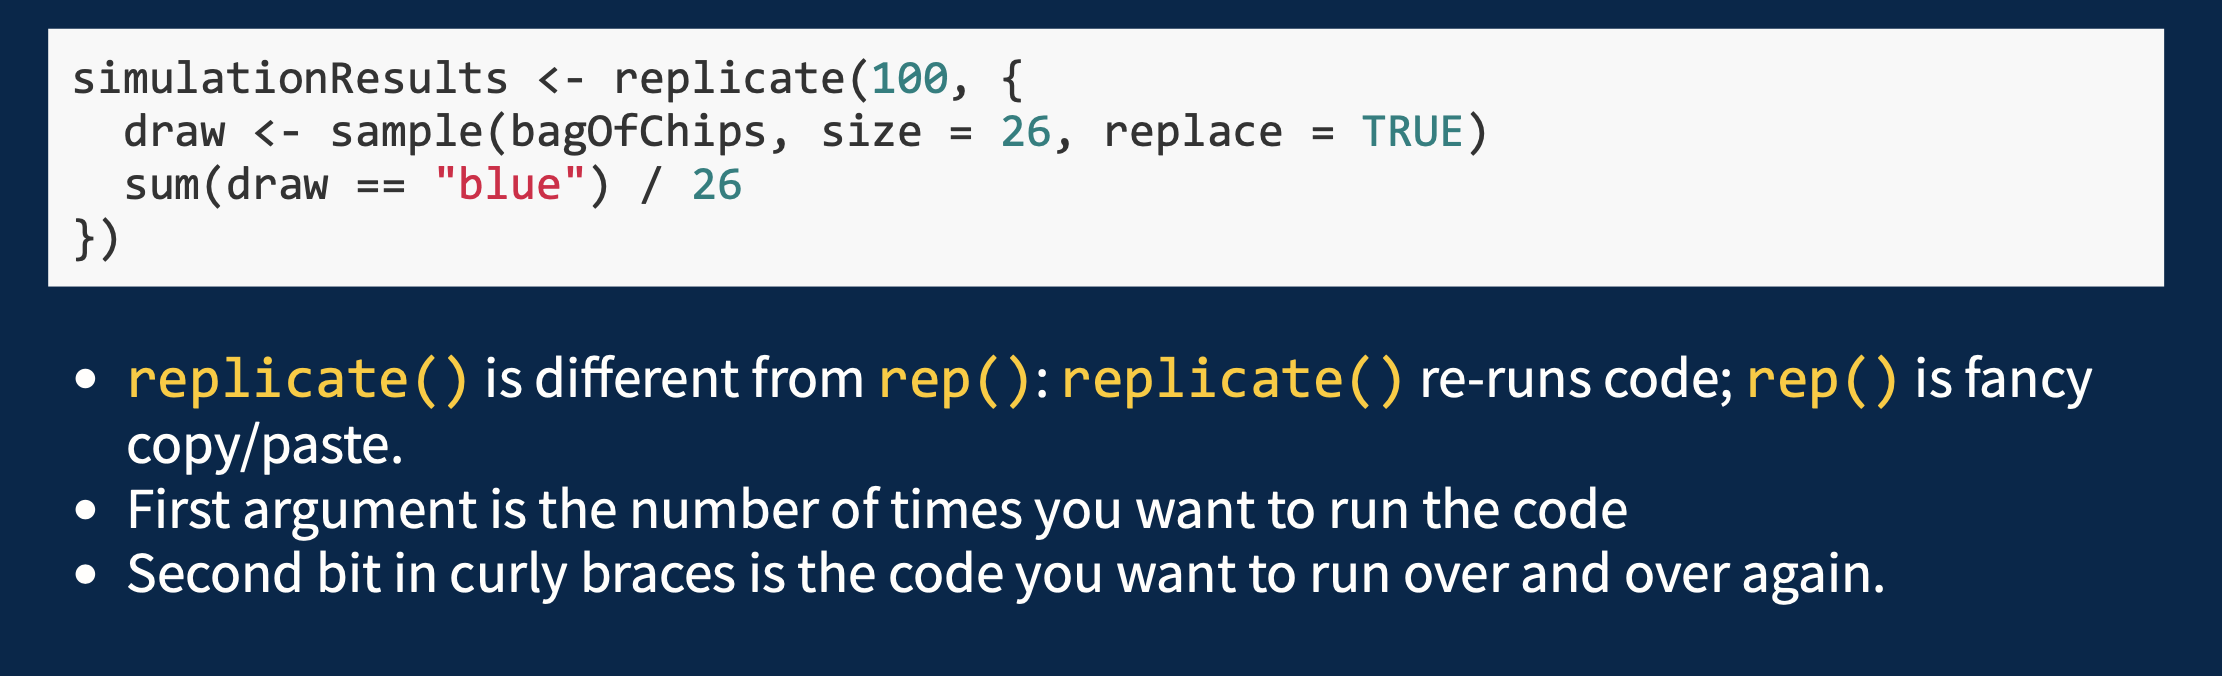 simulationResults <- replicate(100, {
  draw <- sample(bagOfChips, size = 26, replace = TRUE)
  sum(draw == "blue") / 26
})
• replicate() is different from rep(): replicate() re-runs code; rep() is fancy
copy/paste.
• First argument is the number of times you want to run the code
• Second bit in curly braces is the code you want to run over and over again.